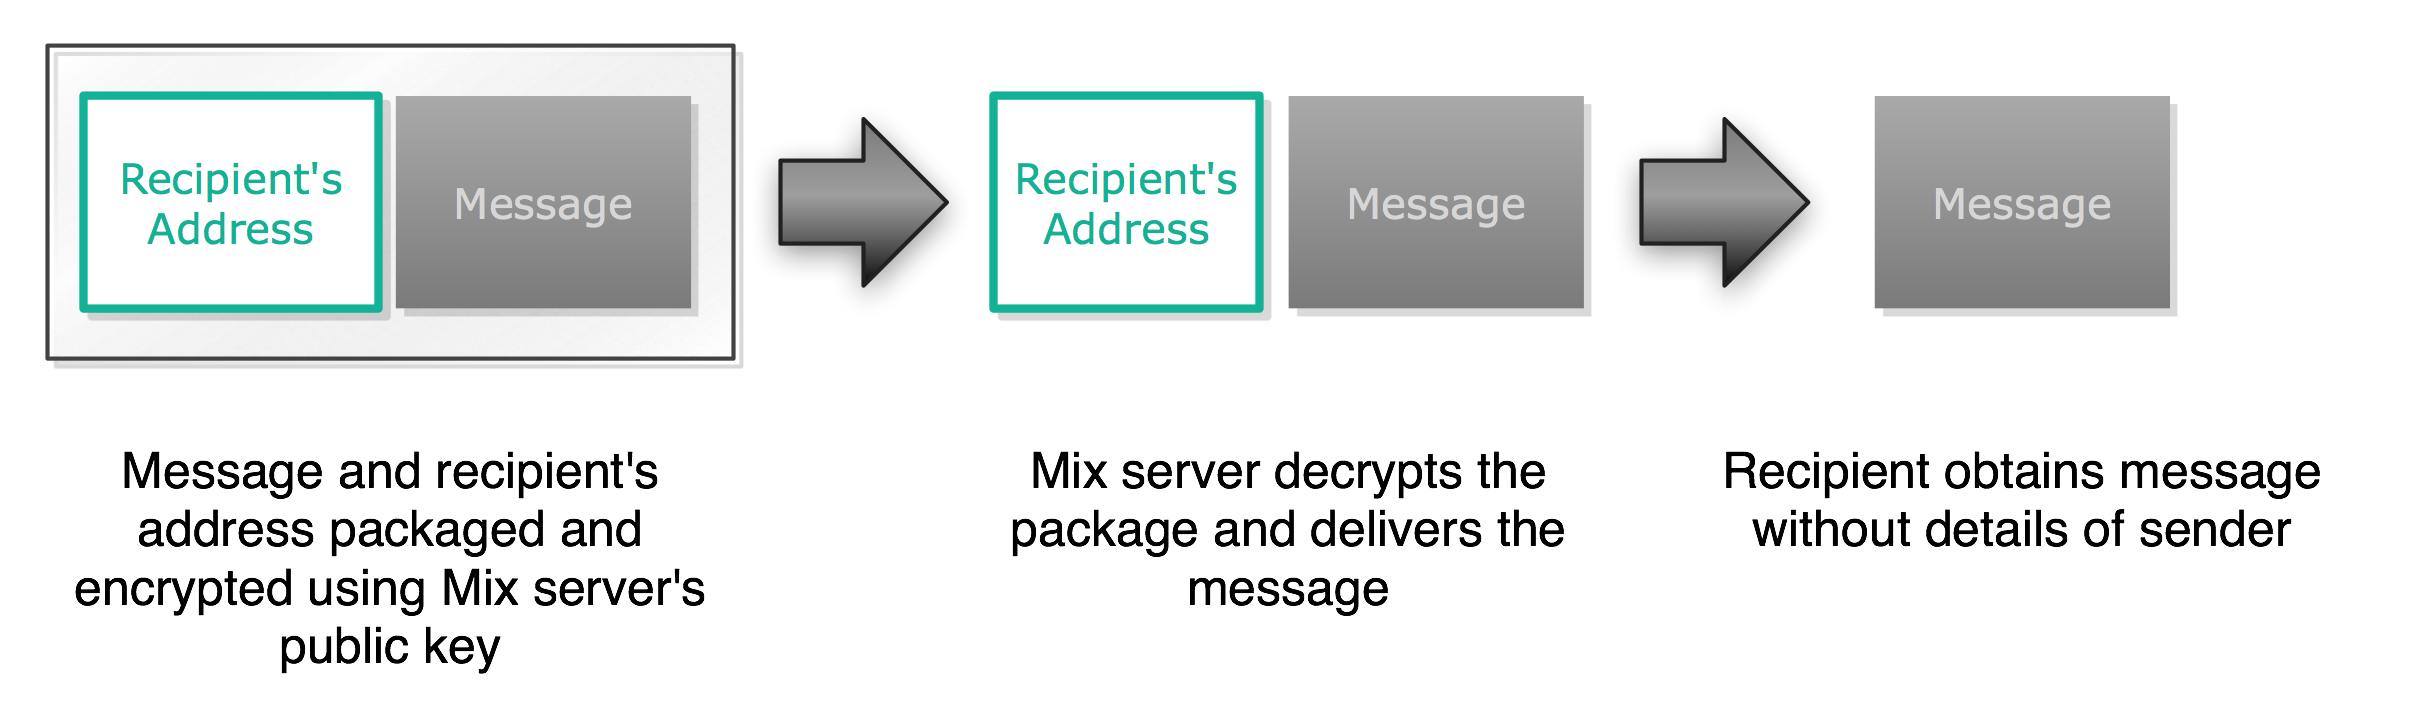 Recipient's
Address
Message
Recipient's
Address
Message
Message
Message and recipient's
address packaged and
encrypted using Mix server's
public key
Mix server decrypts the
package and delivers the
message
Recipient obtains message
without details of sender